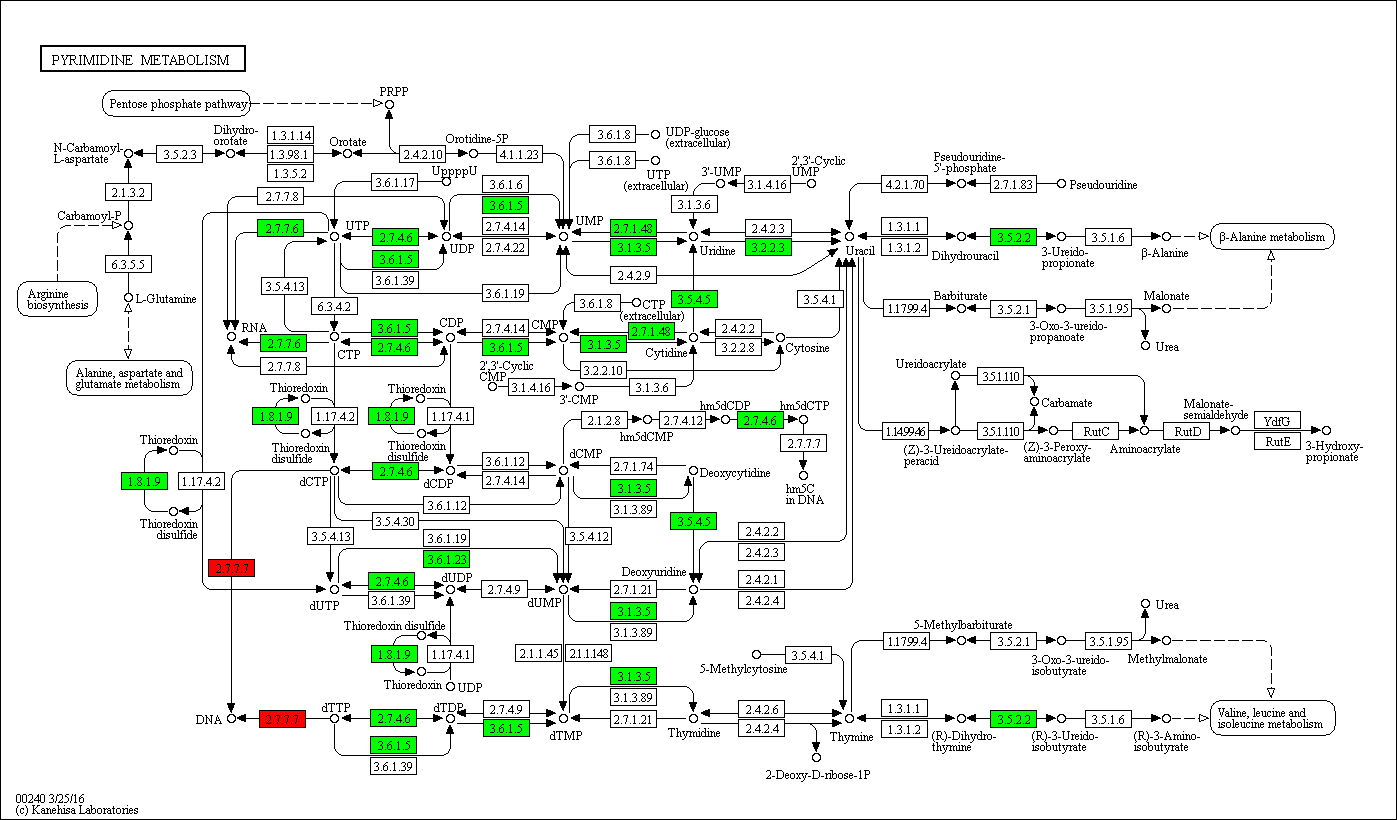 PYRIMIDINE METABOLISM
Pentose phosphate pathway
PRPP
N-Carbamoyl-
L-aspartate
3.5.2.3
Dihydro-
orotate
1.3.1.14
1.3.98.1
1.3.5.2
Orotate
2.4.2.10
Orotidine-5P
4.1.1.23
3.6.1.8
UDP-glucose
(extracellular)
3.6.1.8
UTP
(extracellular)
3'-UMP
3.1.4.16
2',3'-Cyclic
UMP
Pseudouridine-
5'-phosphate
4.2.1.70
2.7.1.83
Pseudouridine
2.1.3.2
Carbamoyl-P
6.3.5.5
L-Glutamine
Arginine
biosynthesis
Alanine, aspartate and
glutamate metabolism
2.7.7.8
3.6.1.17
UppppU
3.6.1.6
3.6.1.5
3.1.3.6
2.7.7.6
UTP
2.7.4.6
3.6.1.5
3.6.1.39
UDP
2.7.4.14
2.7.4.22
UMP
2.7.1.48
3.1.3.5
Uridine
2.4.2.3
3.2.2.3
Uracil
1.3.1.1
1.3.1.2
Dihydrouracil
3.5.2.2
3-Ureido-
propionate
3.5.1.6
β-Alanine
β-Alanine metabolism
3.5.4.13
6.3.4.2
3.6.1.19
2.4.2.9
3.6.1.8
CTP
(extracellular)
3.5.4.5
3.5.4.1
1.1.99.4
Barbiturate
3.5.2.1
3-Oxo-3-ureido-
propanoate
3.5.1.95
Malonate
Urea
RNA
2.7.7.6
2.7.7.8
CTP
3.6.1.5
2.7.4.6
CDP
2.7.4.14
3.6.1.5
CMP
2.7.1.48
3.1.3.5
Cytidine
2.4.2.2
3.2.2.8
Cytosine
3.2.2.10
2',3'-Cyclic
CMP
3.1.4.16
3'-CMP
3.1.3.6
Ureidoacrylate
3.5.1.110
Carbamate
1.14.99.46
(Z)-3-Ureidoacrylate-
peracid
3.5.1.110
(Z)-3-Peroxy-
aminoacrylate
RutC
Aminoacrylate
RutD
Malonate-
semialdehyde
YdfG
RutE
3-Hydroxy-
propionate
Thioredoxin
1.8.1.9
1.17.4.2
Thioredoxin
disulfide
Thioredoxin
1.8.1.9
1.17.4.1
Thioredoxin
disulfide
2.1.2.8
hm5dCMP
2.7.4.12
hm5dCDP
2.7.4.6
hm5dCTP
2.7.7.7
hm5C
in DNA
Thioredoxin
1.8.1.9
1.17.4.2
Thioredoxin
disulfide
dCTP
2.7.4.6
dCDP
3.6.1.12
2.7.4.14
dCMP
2.7.1.74
3.1.3.5
3.1.3.89
Deoxycytidine
3.6.1.12
3.5.4.30
3.5.4.13
3.6.1.19
3.6.1.23
3.5.4.12
3.5.4.5
2.4.2.2
2.4.2.3
2.7.7.7
dUTP
2.7.4.6
3.6.1.39
dUDP
2.7.4.9
dUMP
2.7.1.21
3.1.3.5
3.1.3.89
Deoxyuridine
2.4.2.1
2.4.2.4
Thioredoxin disulfide
1.8.1.9
1.17.4.1
Thioredoxin
UDP
2.1.1.45
2.1.1.148
5-Methylcytosine
3.5.4.1
1.1.99.4
5-Methylbarbiturate
3.5.2.1
3-Oxo-3-ureido-
isobutyrate
3.5.1.95
Methylmalonate
Urea
DNA
2.7.7.7
dTTP
2.7.4.6
3.6.1.5
3.6.1.39
dTDP
2.7.4.9
3.6.1.5
dTMP
3.1.3.5
3.1.3.89
2.7.1.21
Thymidine
2.4.2.6
2.4.2.4
2-Deoxy-D-ribose-1P
Thymine
1.3.1.1
1.3.1.2
(R)-Dihydro-
thymine
3.5.2.2
(R)-3-Ureido-
isobutyrate
3.5.1.6
(R)-3-Amino-
isobutyrate
Valine, leucine and
isoleucine metabolism
00240 3/25/16
(c) Kanehisa Laboratories